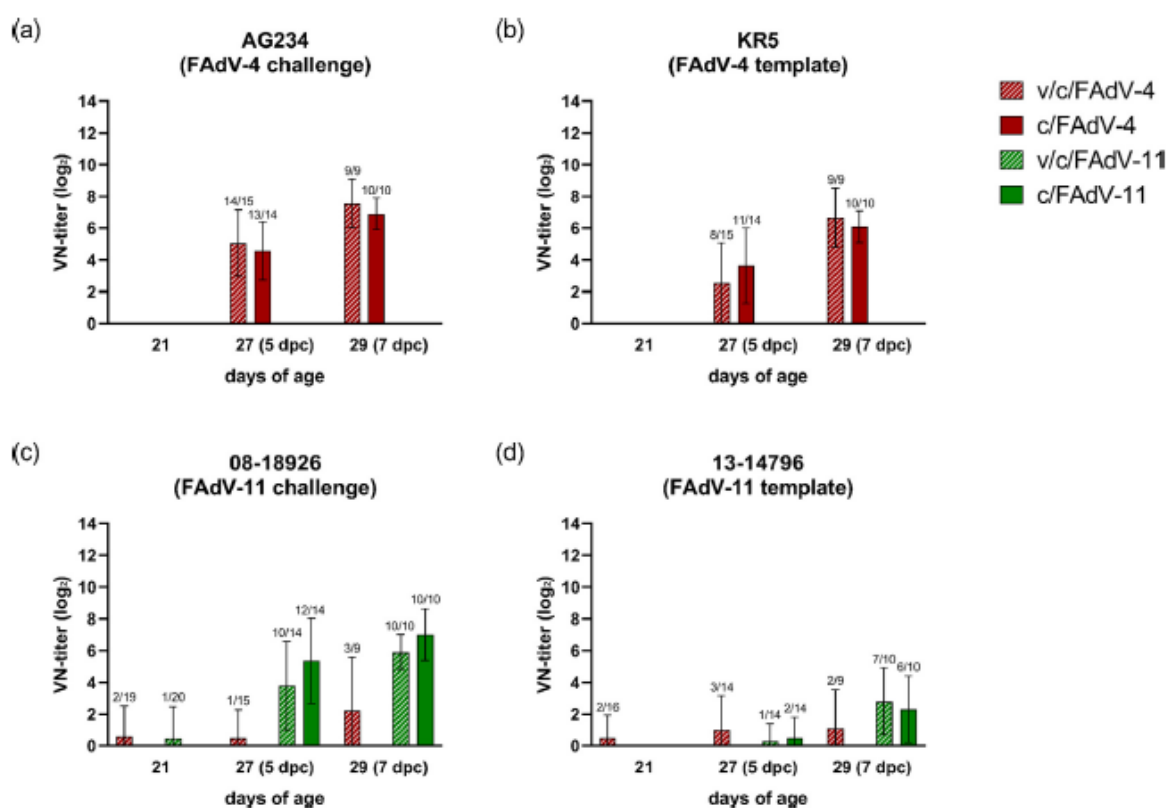 (a)
AG234
(FAdV-4 challenge)
VN-titer (log₂)
14
12
10
8
6
4
2
0
14/15
13/14
9/9
10/10
21
27 (5 dpc)
29 (7 dpc)
days of age
(b)
KR5
(FAdV-4 template)
VN-titer (log₂)
14
12
10
8
6
4
2
0
8/15
11/14
9/9
10/10
21
27 (5 dpc)
29 (7 dpc)
days of age
v/c/FAdV-4
c/FAdV-4
v/c/FAdV-11
c/FAdV-11
(c)
08-18926
(FAdV-11 challenge)
VN-titer (log₂)
14
12
10
8
6
4
2
0
2/19
1/20
1/15
10/14
12/14
3/9
10/10
10/10
21
27 (5 dpc)
29 (7 dpc)
days of age
(d)
13-14796
(FAdV-11 template)
VN-titer (log₂)
14
12
10
8
6
4
2
0
2/16
3/14
1/14
2/14
2/9
7/10
6/10
21
27 (5 dpc)
29 (7 dpc)
days of age